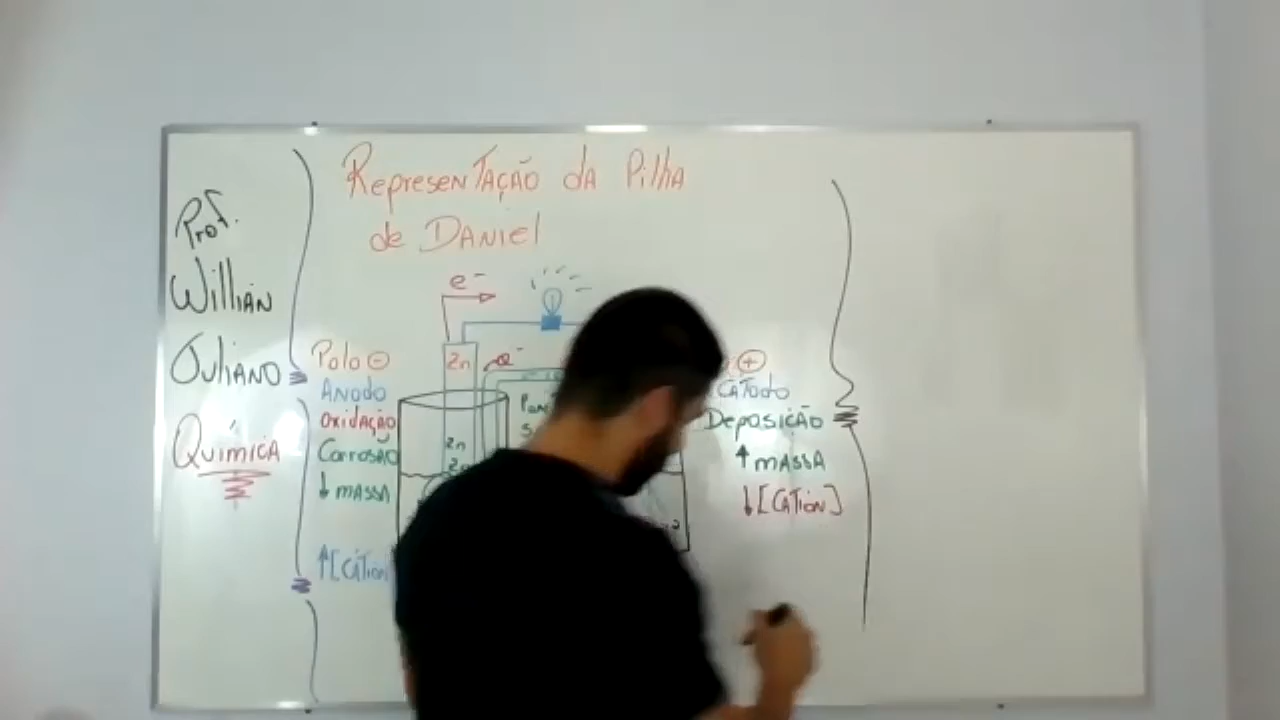 Prof.
Willian
Juliano
Química
Representação da Pilha
de Daniel
e-
Zn
e-
Zn
Polo -
Anodo
Oxidação
Corrosão
↓ massa
↑[Cátion
+
Cátodo
Deposição
↑ massa
↓[Cátion]